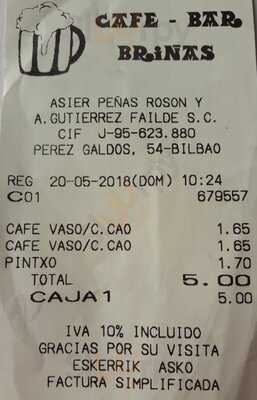 CAFE - BAR
BRIÑAS
ASIER PEÑAS ROSON Y
A.GUTIERREZ FAILDE S.C.
CIF J-95-623.880
PEREZ GALDOS, 54-BILBAO
REG 20-05-2018(DOM) 10:24
C01 679557
CAFE VASO/C.CAO 1.65
CAFE VASO/C.CAO 1.65
PINTXO 1.70
TOTAL 5.00
CAJA1 5.00
IVA 10% INCLUIDO
GRACIAS POR SU VISITA
ESKERRIK ASKO
FACTURA SIMPLIFICADA